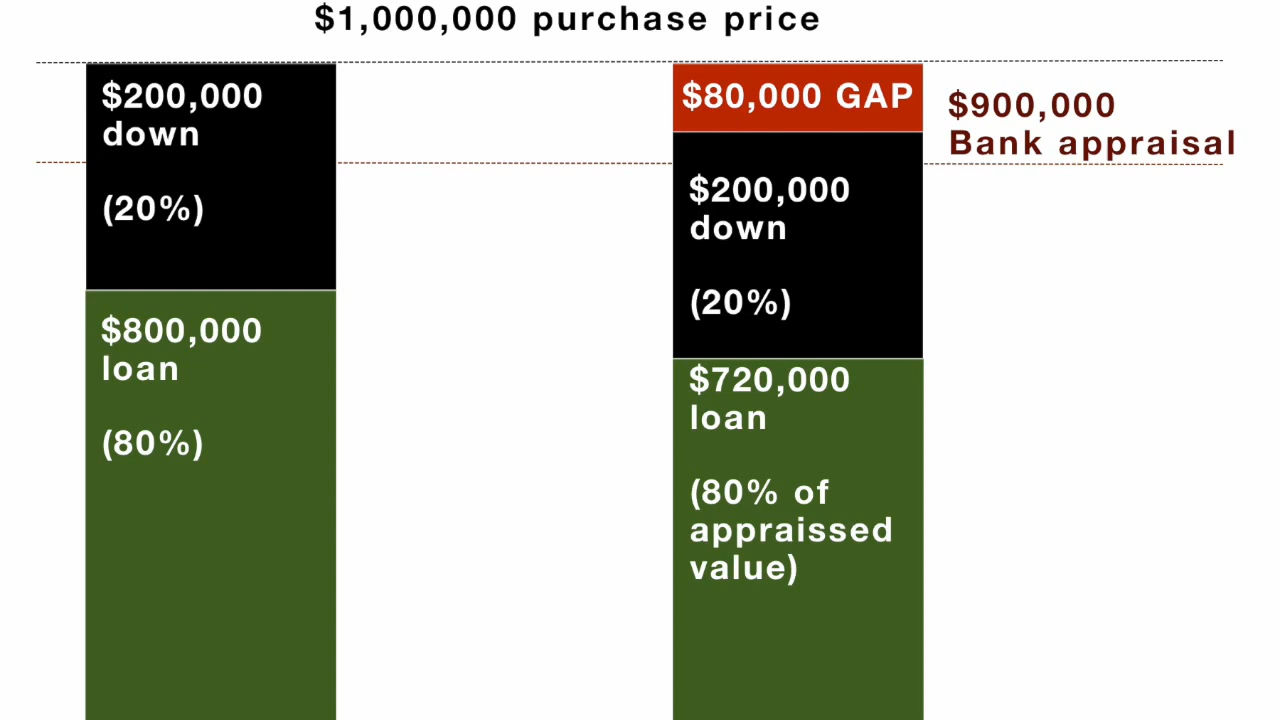 $1,000,000 purchase price
$200,000
down
(20%)
$800,000
loan
(80%)
$80,000 GAP
$200,000
down
(20%)
$720,000
loan
(80% of
appraissed
value)
$900,000
Bank appraisal